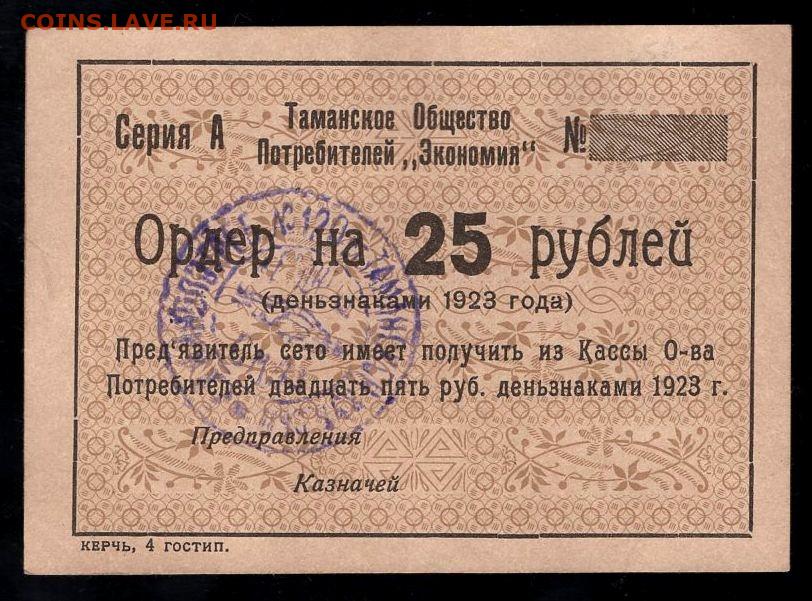 COINS.LAVE.RU
Серия А
Таманское Общество
Потребителей „Экономия“
№
Ордер на 25 рублей
(деньзнаками 1923 года)
Пред'явитель сето имеет получить из Кассы О-ва
Потребителей двадцать пять руб. деньзнаками 1923 г.
Предправления
Казначей
КЕРЧЬ, 4 ГОСТИП.